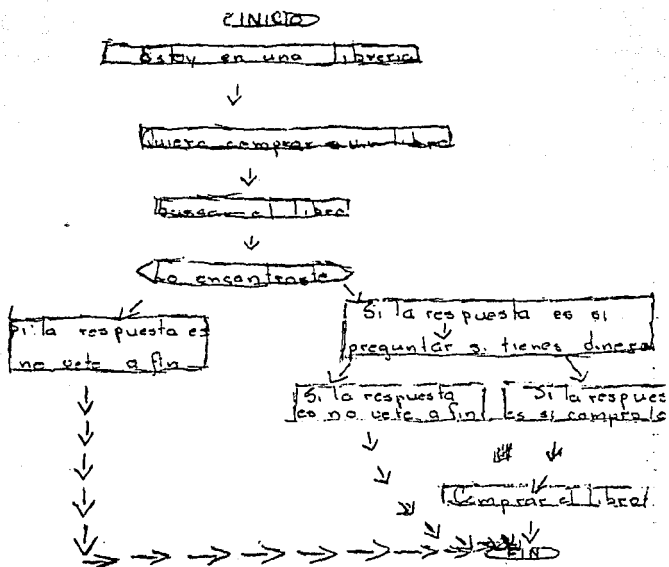 INICIO
Estoy en una libreria
Quiero comprar un libro
buscar el libro
Lo encontraste
Si la respuesta es
no vete a fin
Si la respuesta es si
preguntar si tienes dinero
Si la respuesta
es no vete a fin
Si la respues
es si compralo
Comprar el libro
FIN